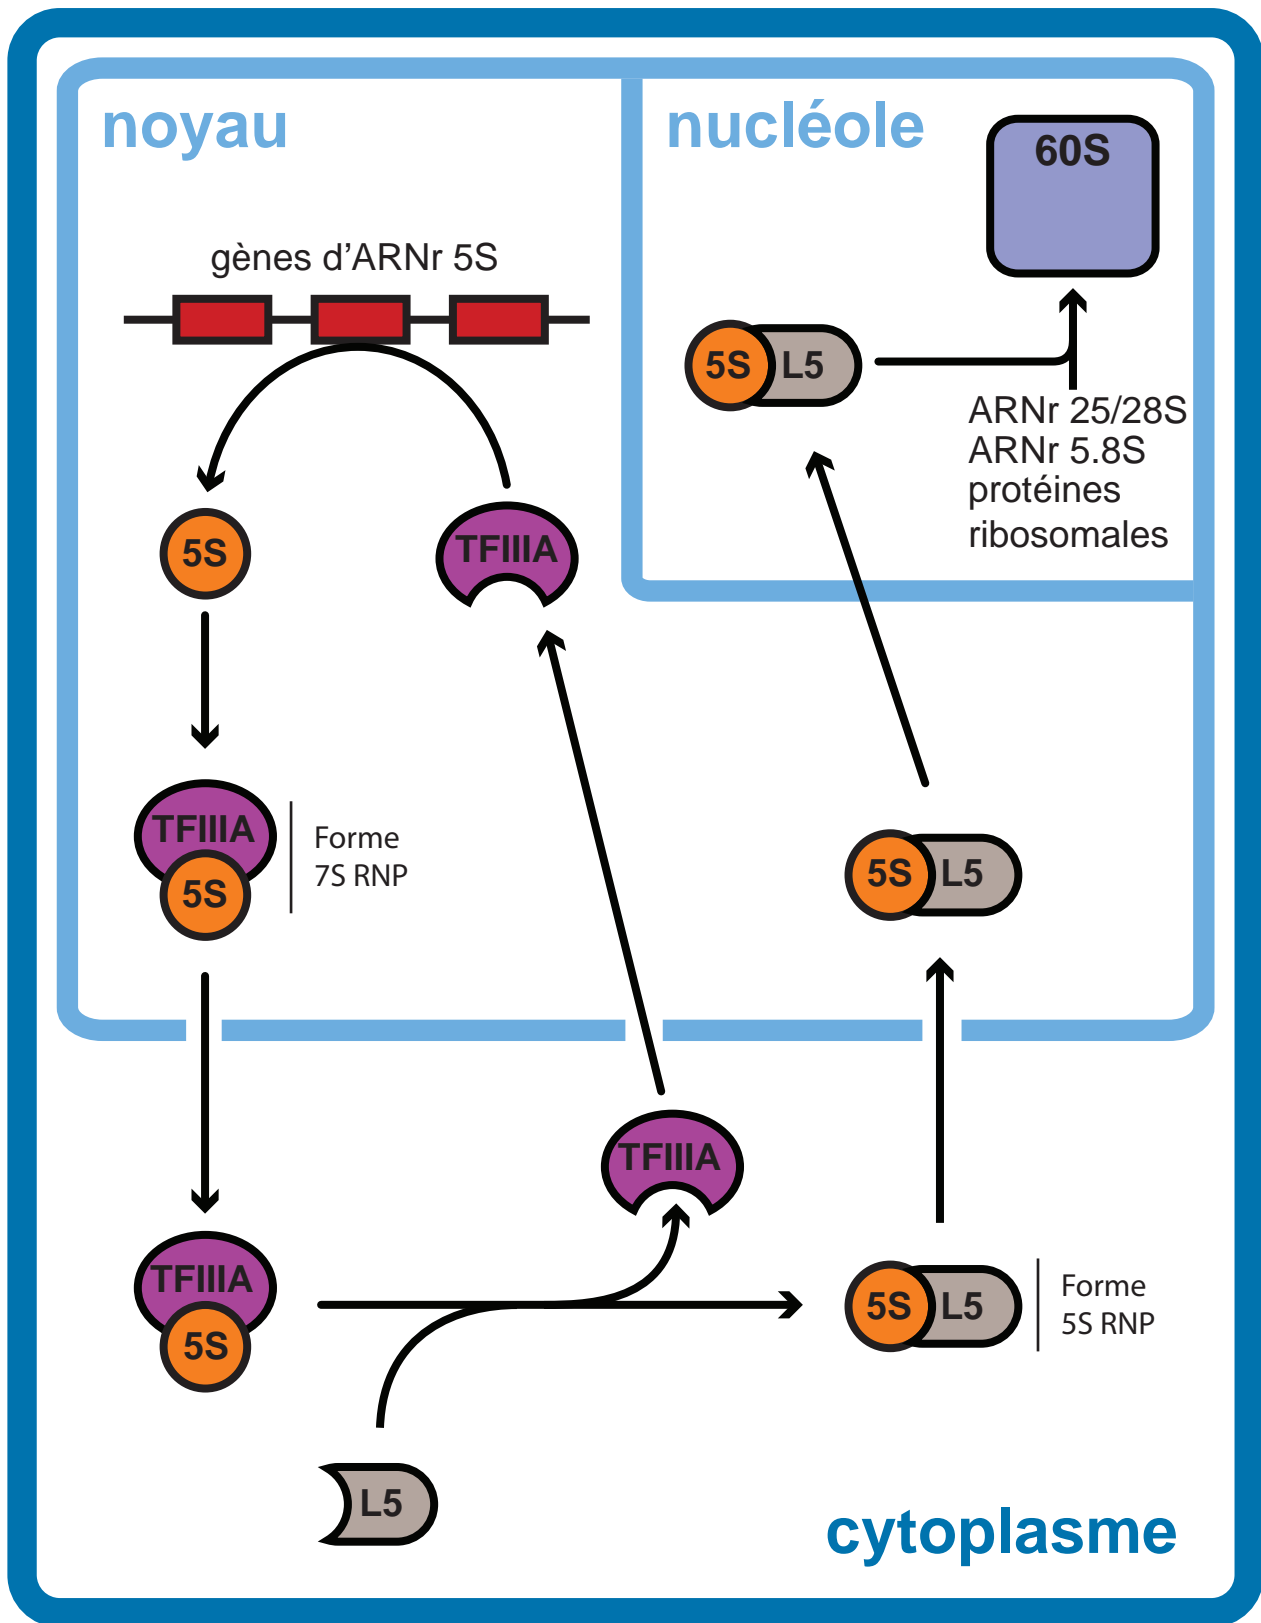 noyau
nucléole
60S
gènes d'ARNr 5S
5S
L5
ARNr 25/28S
ARNr 5.8S
protéines
ribosomales
5S
TFIIIA
TFIIIA
5S
Forme
7S RNP
5S
L5
TFIIIA
TFIIIA
5S
5S
L5
Forme
5S RNP
L5
cytoplasme